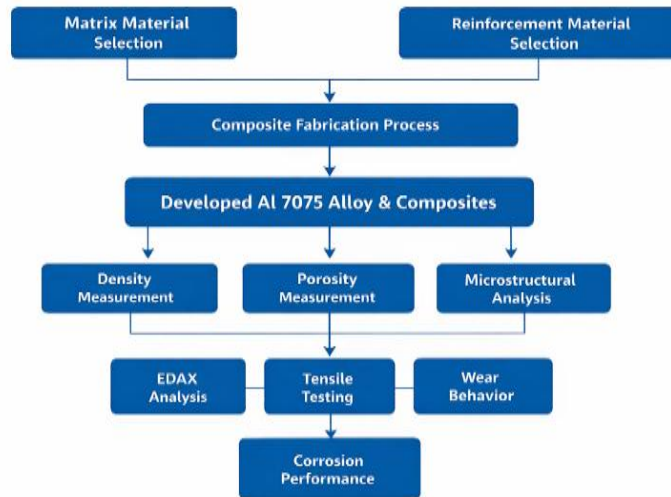 Matrix Material
Selection
Reinforcement Material
Selection
Composite Fabrication Process
Developed Al 7075 Alloy & Composites
Density
Measurement
Porosity
Measurement
Microstructural
Analysis
EDAX
Analysis
Tensile
Testing
Wear
Behavior
Corrosion
Performance